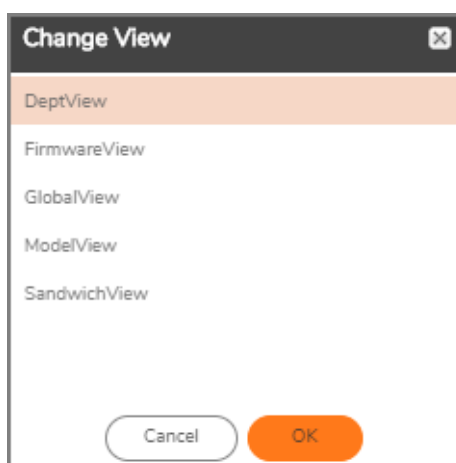 Change View
DeptView
FirmwareView
GlobalView
ModelView
SandwichView
Cancel OK